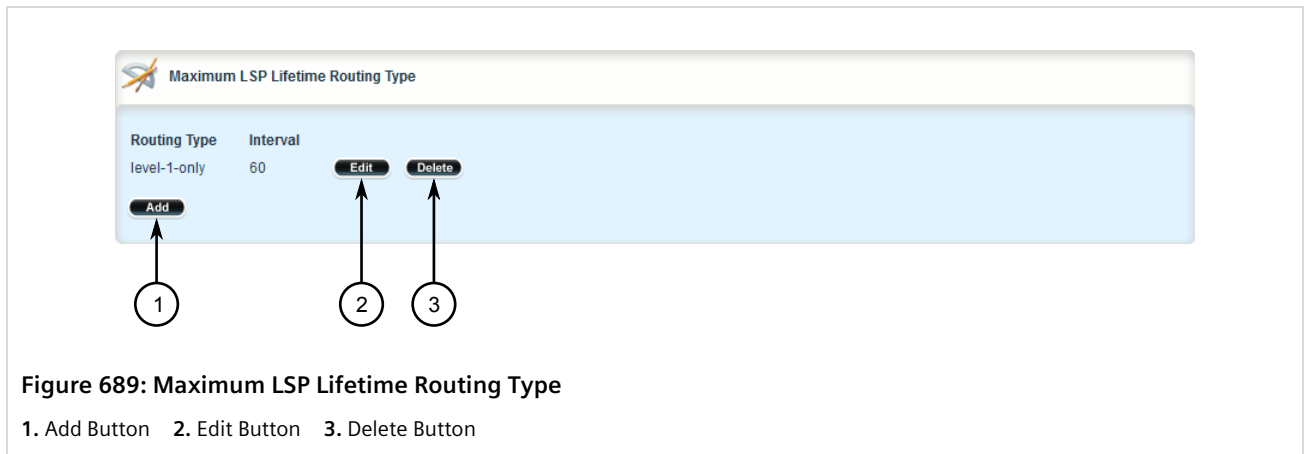 Maximum LSP Lifetime Routing Type
Routing Type Interval
level-1-only 60 Edit Delete
Add
1 2 3
Figure 689: Maximum LSP Lifetime Routing Type
1. Add Button 2. Edit Button 3. Delete Button